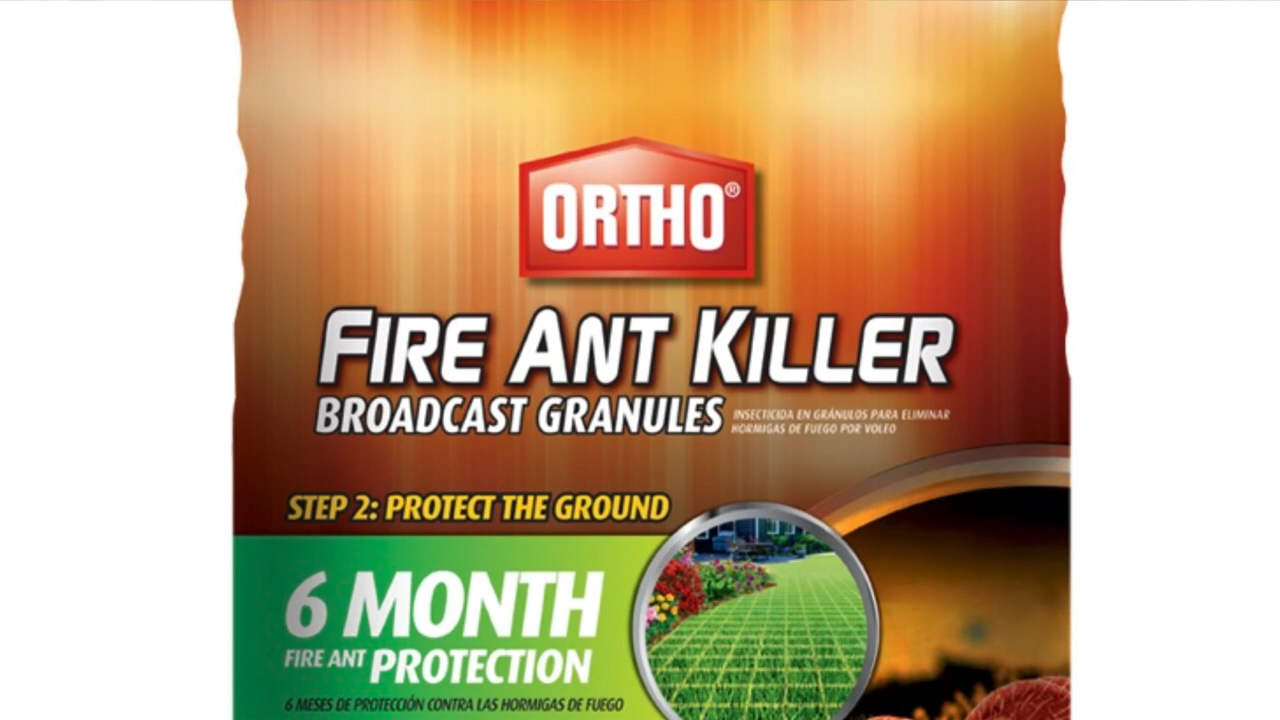 ORTHO®
FIRE ANT KILLER
BROADCAST GRANULES
INSECTICIDA EN GRÁNULOS PARA ELIMINAR
HORMIGAS DE FUEGO POR VOLEO
STEP 2: PROTECT THE GROUND
6 MONTH
FIRE ANT PROTECTION
6 MESES DE PROTECCIÓN CONTRA LAS HORMIGAS DE FUEGO